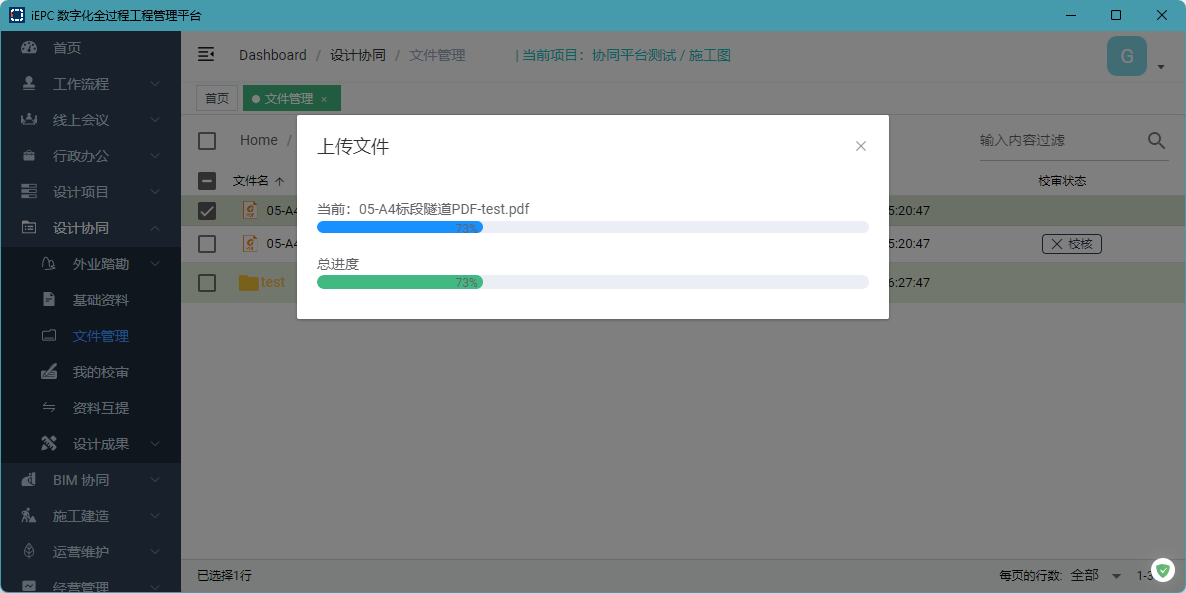 iEPC 数字化全过程工程管理平台
首页
工作流程
线上会议
行政办公
设计项目
设计协同
外业踏勘
基础资料
文件管理
我的校审
资料互提
设计成果
BIM 协同
施工建造
运营维护
经营管理
Dashboard / 设计协同 / 文件管理 | 当前项目：协同平台测试 / 施工图
G
首页 文件管理 ×
Home /
输入内容过滤
文件名 ↑ 校审状态
05-A4 5:20:47
05-A4 5:20:47 校核
test 6:27:47
上传文件
当前：05-A4标段隧道PDF-test.pdf
73%
总进度
73%
已选择1行 每页的行数: 全部 1-3